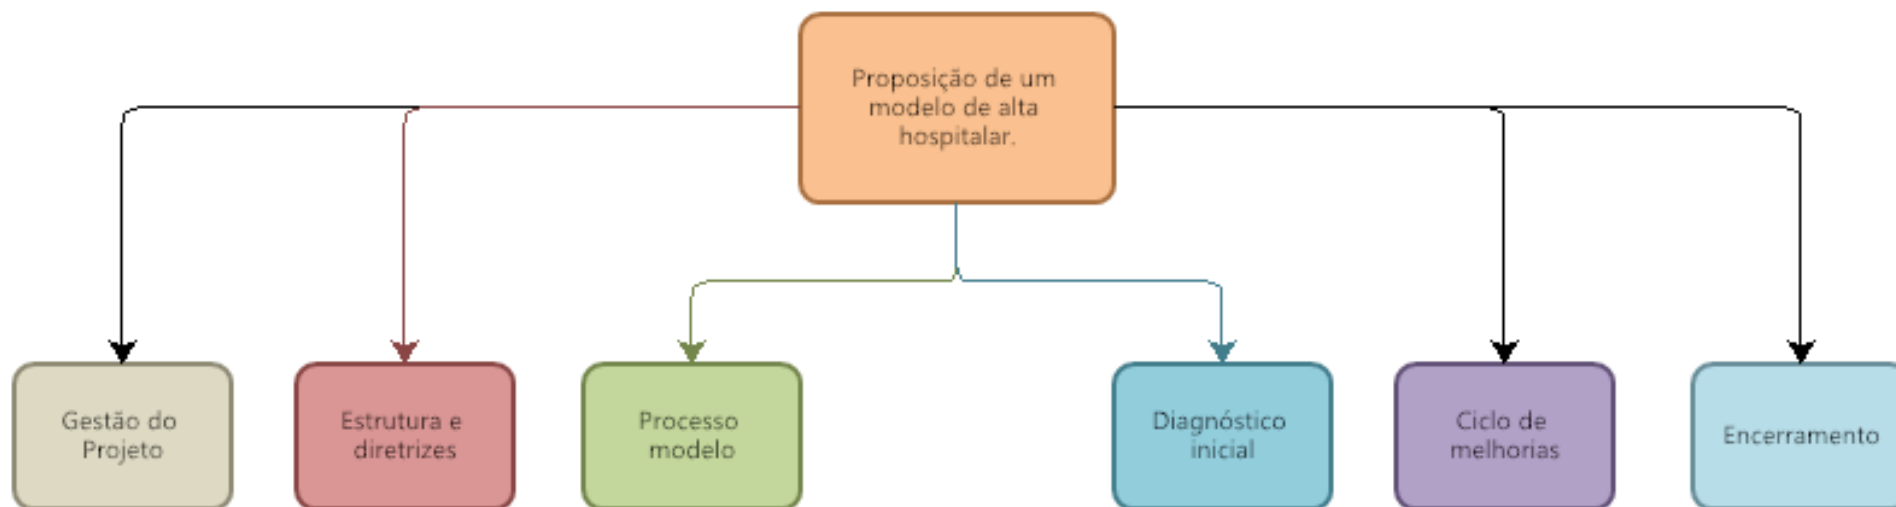 Proposição de um
modelo de alta
hospitalar.
Gestão do
Projeto
Estrutura e
diretrizes
Processo
modelo
Diagnóstico
inicial
Ciclo de
melhorias
Encerramento